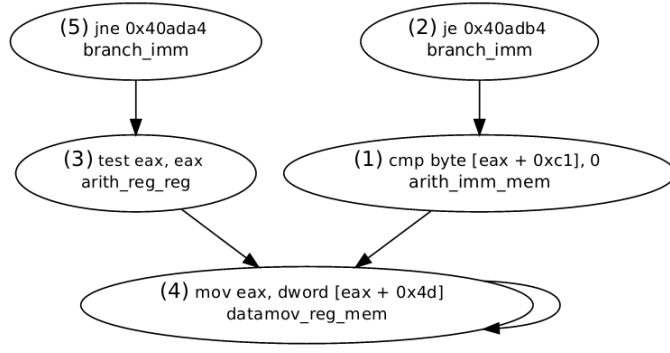 (5) jne 0x40ada4
branch_imm
(2) je 0x40adb4
branch_imm
(3) test eax, eax
arith_reg_reg
(1) cmp byte [eax + 0xc1], 0
arith_imm_mem
(4) mov eax, dword [eax + 0x4d]
datamov_reg_mem